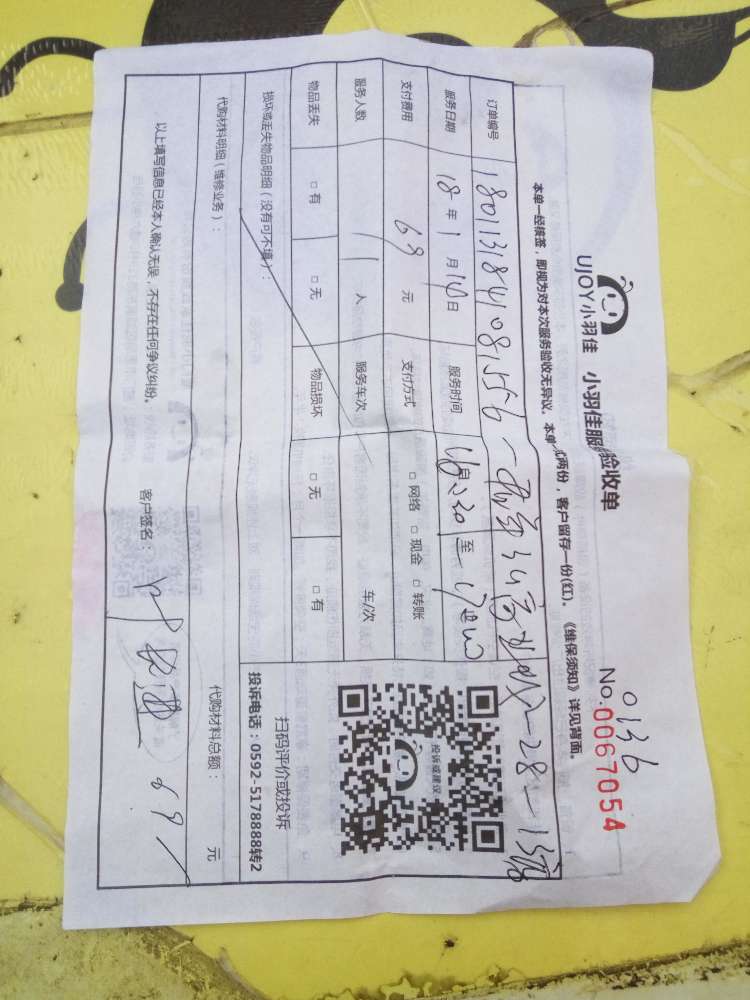 UJOY小羽佳 小羽佳服 验收单
0136
No.0067054
本单一经核签，即视为对本次服务验收无异议。本单 式两份，客户留存一份(红)。《维保须知》详见背面。
订单编号 180113184108556
服务日期 18年1月14日 服务时间 至
支付费用 69元 支付方式 □ 网络 □ 现金 □ 转账
服务人数 1人 服务车次 车/次
物品丢失 □ 有 □ 无 物品损坏 □ 无 □ 有
投诉或建议
扫码评价或投诉
投诉电话：0592-5178888转2
损坏或丢失物品明细（没有可不填）：
代购材料明细（维修业务）： 代购材料总额： 元
以上填写信息已经本人确认无误，不存在任何争议纠纷。 客户签名： 69